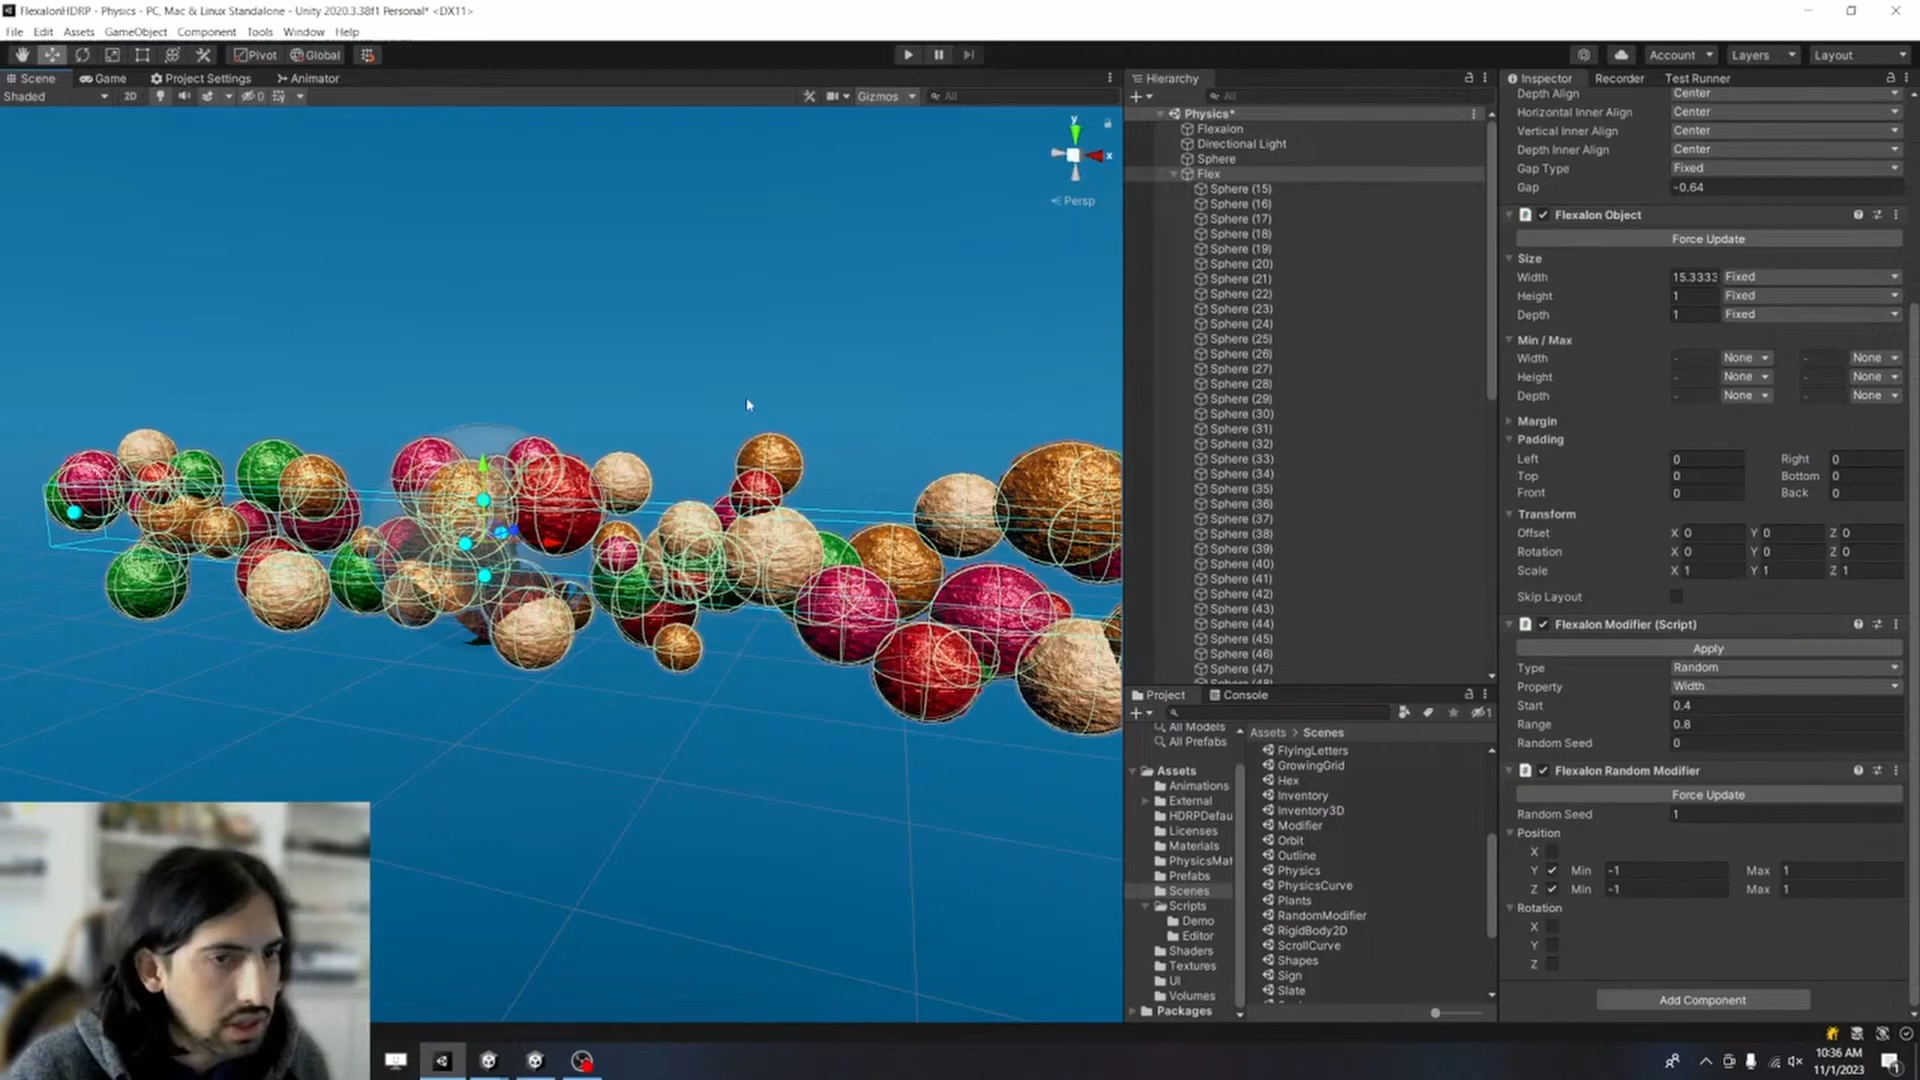 FlexalonHDRP - Physics - PC, Mac & Linux Standalone - Unity 2020.3.38f1 Personal* <DX11>
File Edit Assets GameObject Component Tools Window Help
Pivot Global
Account Layers Layout
Scene Game Project Settings Animator
Shaded 2D 0 Gizmos All
y
x
Persp
Hierarchy
All
Physics*
Flexalon
Directional Light
Sphere
Flex
Sphere (15)
Sphere (16)
Sphere (17)
Sphere (18)
Sphere (19)
Sphere (20)
Sphere (21)
Sphere (22)
Sphere (23)
Sphere (24)
Sphere (25)
Sphere (26)
Sphere (27)
Sphere (28)
Sphere (29)
Sphere (30)
Sphere (31)
Sphere (32)
Sphere (33)
Sphere (34)
Sphere (35)
Sphere (36)
Sphere (37)
Sphere (38)
Sphere (39)
Sphere (40)
Sphere (41)
Sphere (42)
Sphere (43)
Sphere (44)
Sphere (45)
Sphere (46)
Sphere (47)
Project Console
1
All Models
All Prefabs
Assets
Animations
External
HDRPDefau
Licenses
Materials
PhysicsMat
Prefabs
Scenes
Scripts
Demo
Editor
Shaders
Textures
UI
Volumes
Packages
Assets > Scenes
FlyingLetters
GrowingGrid
Hex
Inventory
Inventory3D
Modifier
Orbit
Outline
Physics
PhysicsCurve
Plants
RandomModifier
RigidBody2D
ScrollCurve
Shapes
Sign
Slate
Inspector Recorder Test Runner
Depth Align Center
Horizontal Inner Align Center
Vertical Inner Align Center
Depth Inner Align Center
Gap Type Fixed
Gap -0.64
Flexalon Object
Force Update
Size
Width 15.3333 Fixed
Height 1 Fixed
Depth 1 Fixed
Min / Max
Width - None - None
Height - None - None
Depth - None - None
Margin
Padding
Left 0 Right 0
Top 0 Bottom 0
Front 0 Back 0
Transform
Offset X 0 Y 0 Z 0
Rotation X 0 Y 0 Z 0
Scale X 1 Y 1 Z 1
Skip Layout
Flexalon Modifier (Script)
Apply
Type Random
Property Width
Start 0.4
Range 0.8
Random Seed 0
Flexalon Random Modifier
Force Update
Random Seed 1
Position
X
Y Min -1 Max 1
Z Min -1 Max 1
Rotation
X
Y
Z
Add Component
10:36 AM
11/1/2023
1